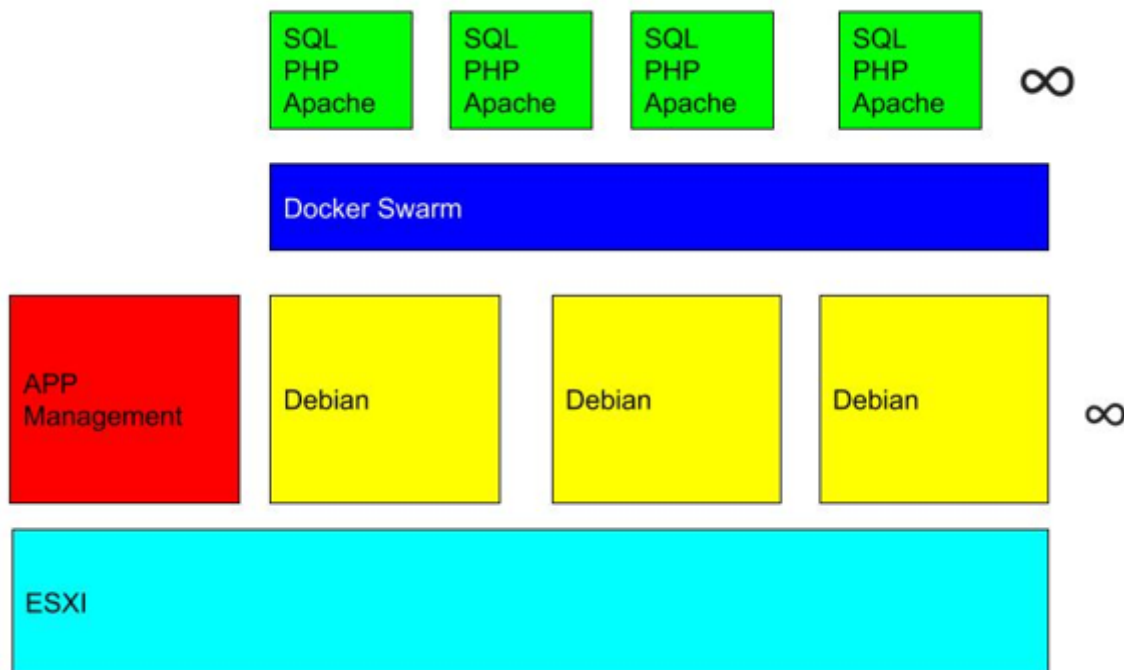 SQL
PHP
Apache
SQL
PHP
Apache
SQL
PHP
Apache
SQL
PHP
Apache
∞
Docker Swarm
APP
Management
Debian
Debian
Debian
∞
ESXI